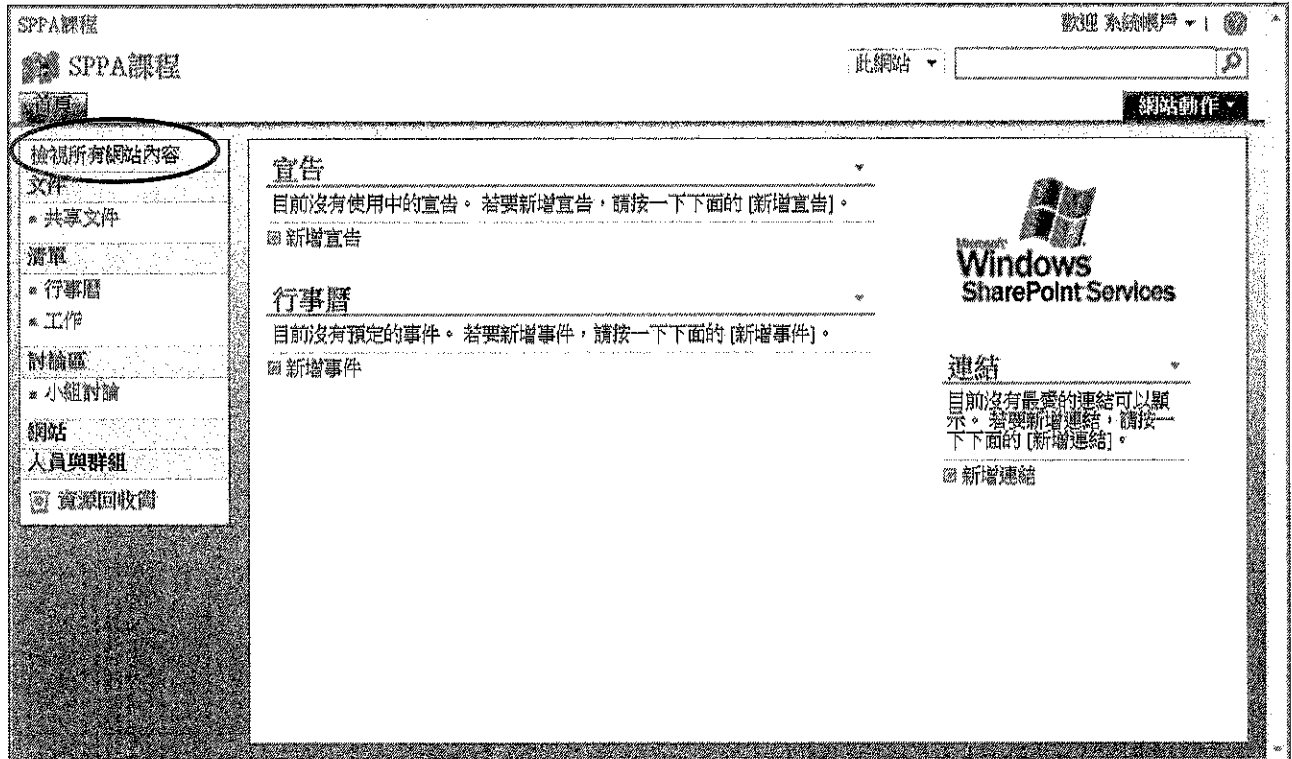 SPPA課程
歡迎 系統帳戶
SPPA課程
此網站
首頁
網站動作
檢視所有網站內容
文件
共享文件
清單
行事曆
工作
討論區
小組討論
網站
人員與群組
資源回收筒
宣告
目前沒有使用中的宣告。 若要新增宣告，請按一下下面的 [新增宣告]。
新增宣告
行事曆
目前沒有預定的事件。 若要新增事件，請按一下下面的 [新增事件]。
新增事件
Microsoft
Windows
SharePoint Services
連結
目前沒有最愛的連結可以顯
示。 若要新增連結，請按一
下下面的 [新增連結]。
新增連結